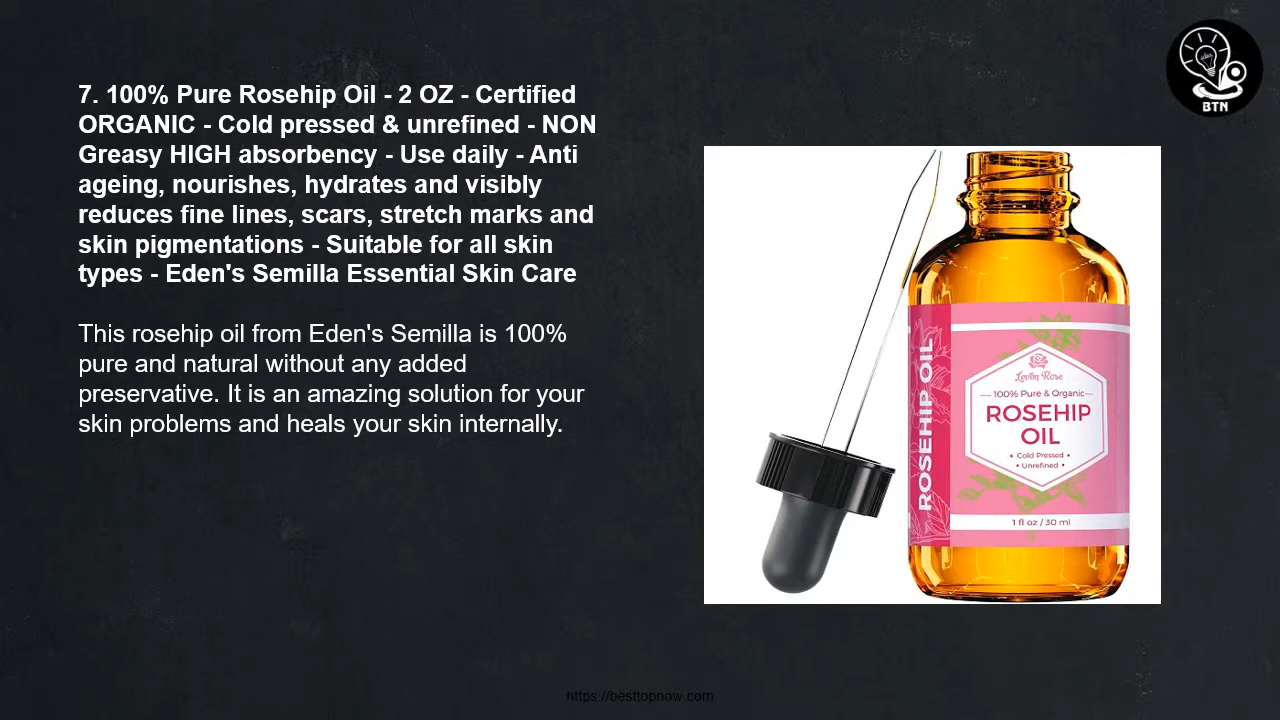 7. 100% Pure Rosehip Oil - 2 OZ - Certified
ORGANIC - Cold pressed & unrefined - NON
Greasy HIGH absorbency - Use daily - Anti
ageing, nourishes, hydrates and visibly
reduces fine lines, scars, stretch marks and
skin pigmentations - Suitable for all skin
types - Eden's Semilla Essential Skin Care
This rosehip oil from Eden's Semilla is 100%
pure and natural without any added
preservative. It is an amazing solution for your
skin problems and heals your skin internally.
BTN
ROSEHIP OIL
Leven Rose
100% Pure & Organic
ROSEHIP
OIL
• Cold Pressed •
• Unrefined •
1 fl oz / 30 ml
https://besttopnow.com